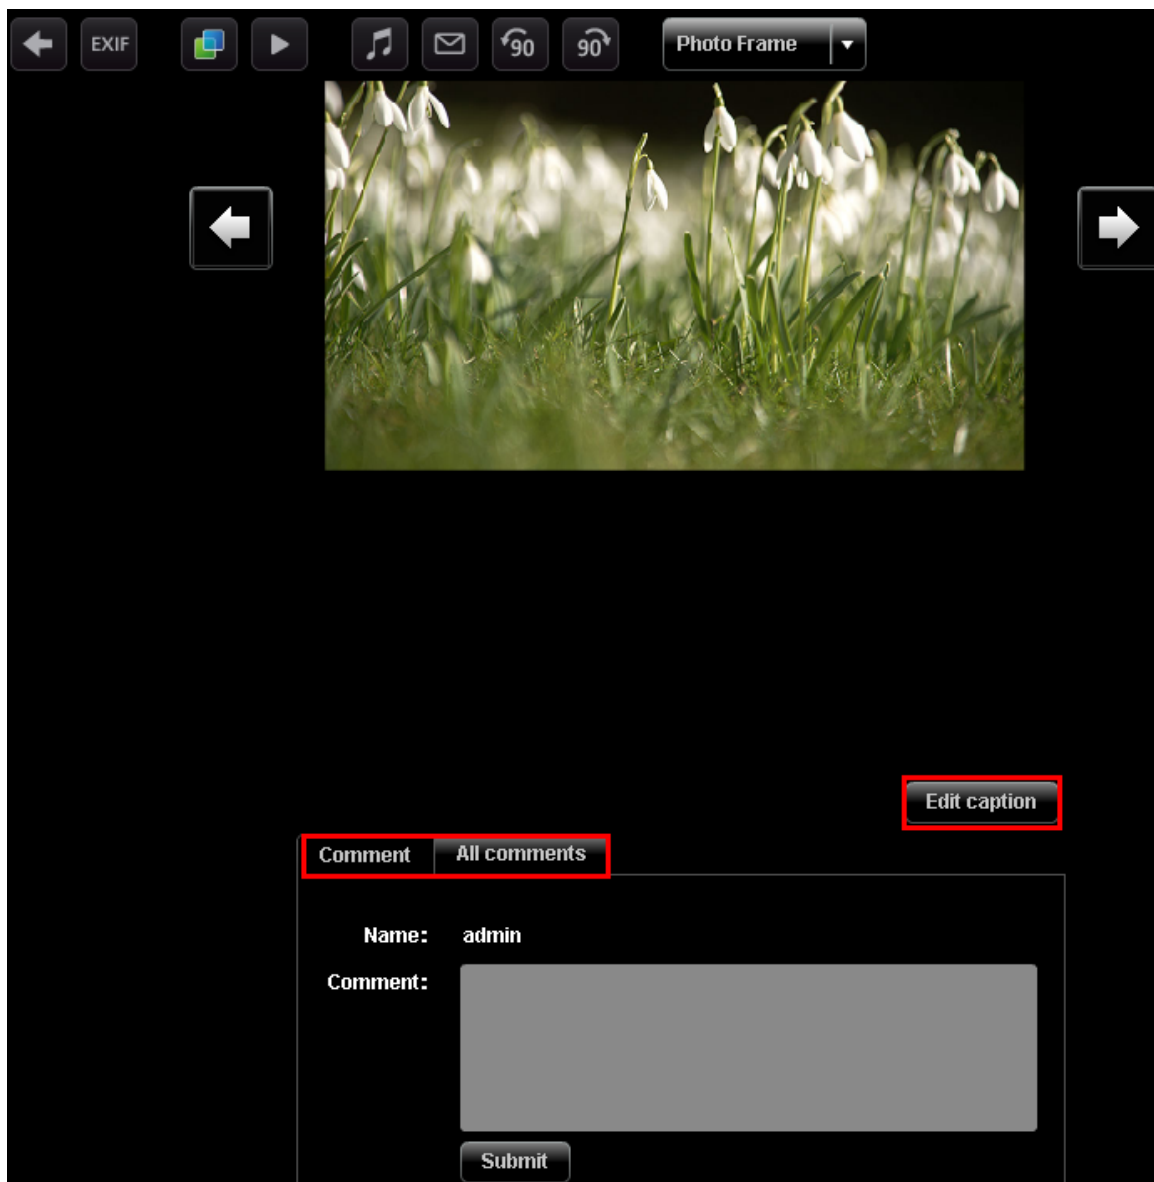 EXIF
90
90
Photo Frame
Edit caption
Comment
All comments
Name: admin
Comment:
Submit